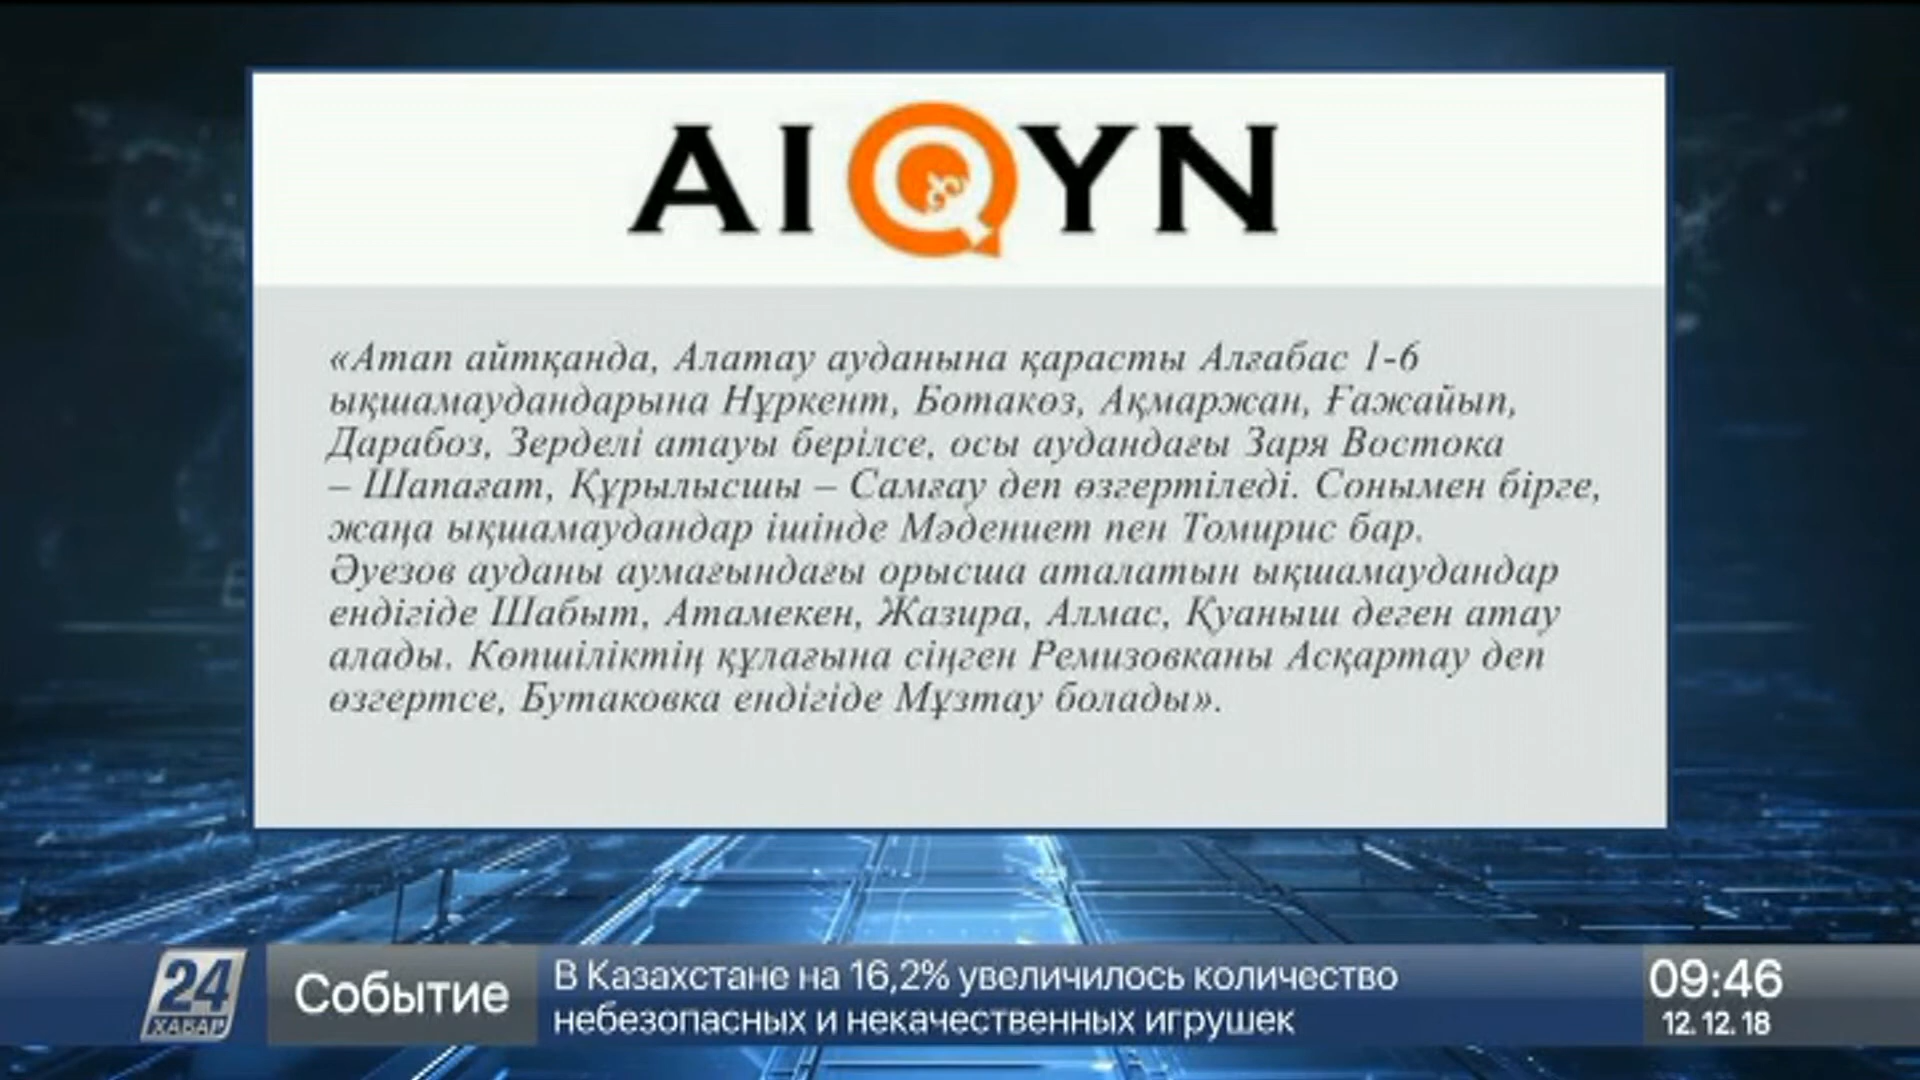 AIQYN
«Атап айтқанда, Алатау ауданына қарасты Алғабас 1-6
ықшамаудандарына Нұркент, Ботакөз, Ақмаржан, Ғажайып,
Дарабоз, Зерделі атауы берілсе, осы аудандағы Заря Востока
– Шапағат, Құрылысшы – Самғау деп өзгертіледі. Сонымен бірге,
жаңа ықшамаудандар ішінде Мәдениет пен Томирис бар.
Әуезов ауданы аумағындағы орысша аталатын ықшамаудандар
ендігіде Шабыт, Атамекен, Жазира, Алмас, Қуаныш деген атау
алады. Көпшіліктің құлағына сіңген Ремизовканы Асқартау деп
өзгертсе, Бутаковка ендігіде Мұзтау болады».
24
ХАБАР
Событие
В Казахстане на 16,2% увеличилось количество
небезопасных и некачественных игрушек
09:46
12.12.18